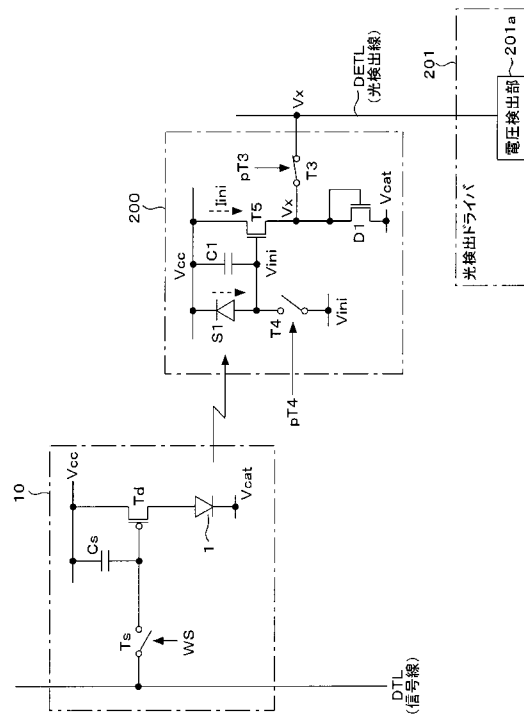 10
Vcc
Cs
Td
Ts
WS
1
Vcat
DTL
(信号線)
200
Vcc
S1
C1
Iini
T5
Vini
T4
Vini
pT4
Vx
D1
Vcat
pT3
T3
Vx
DETL
(光検出線)
201
光検出ドライバ
電圧検出部
201a